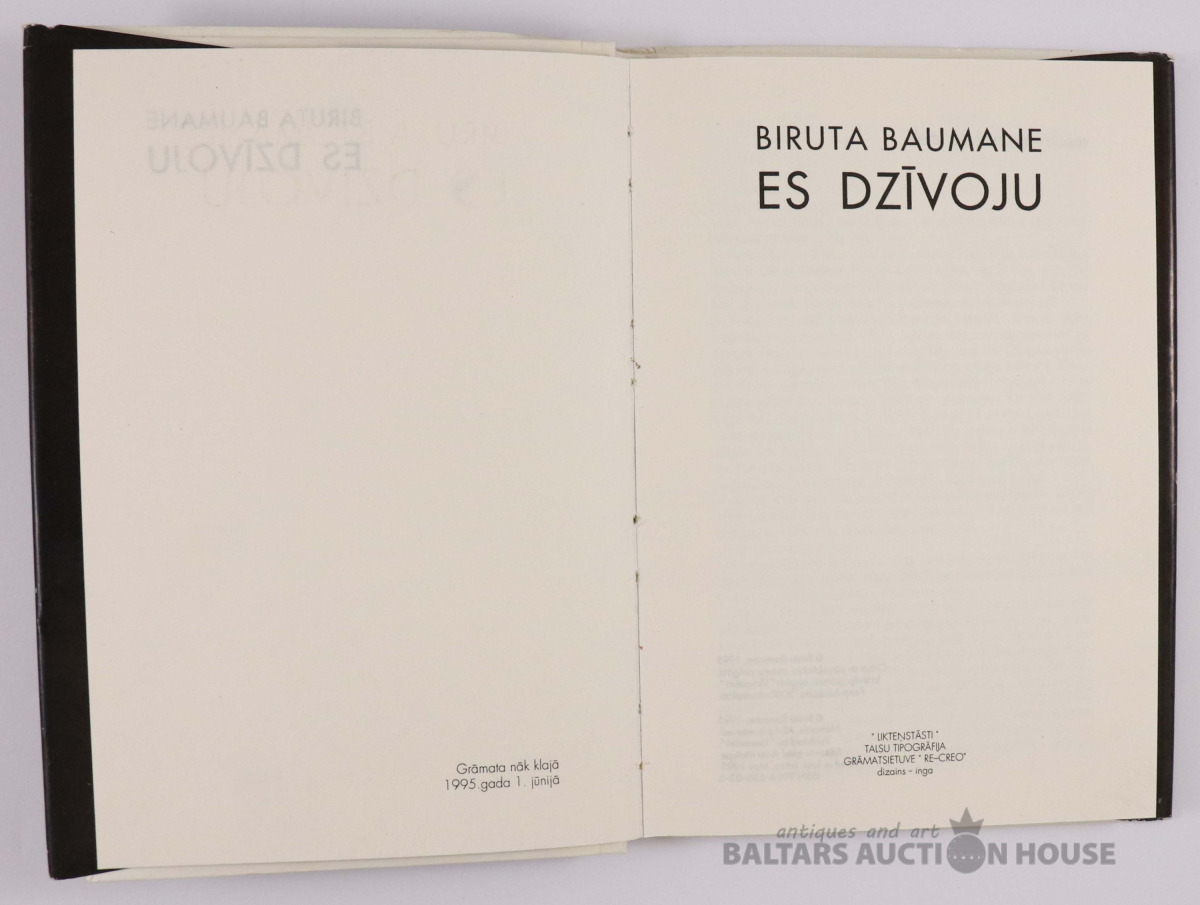 Grāmata nāk klajā
1995.gada 1. jūnijā
BIRUTA BAUMANE
ES DZĪVOJU
" LIKTEŅSTĀSTI "
TALSU TIPOGRĀFIJA
GRĀMATSIETUVE " RE–CREO"
dizains – inga
antiques and art
BALTARS AUCTION HOUSE